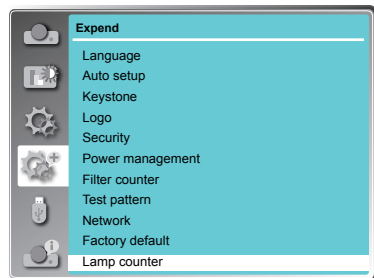 Expend
Language
Auto setup
Keystone
Logo
Security
Power management
Filter counter
Test pattern
Network
Factory default
Lamp counter